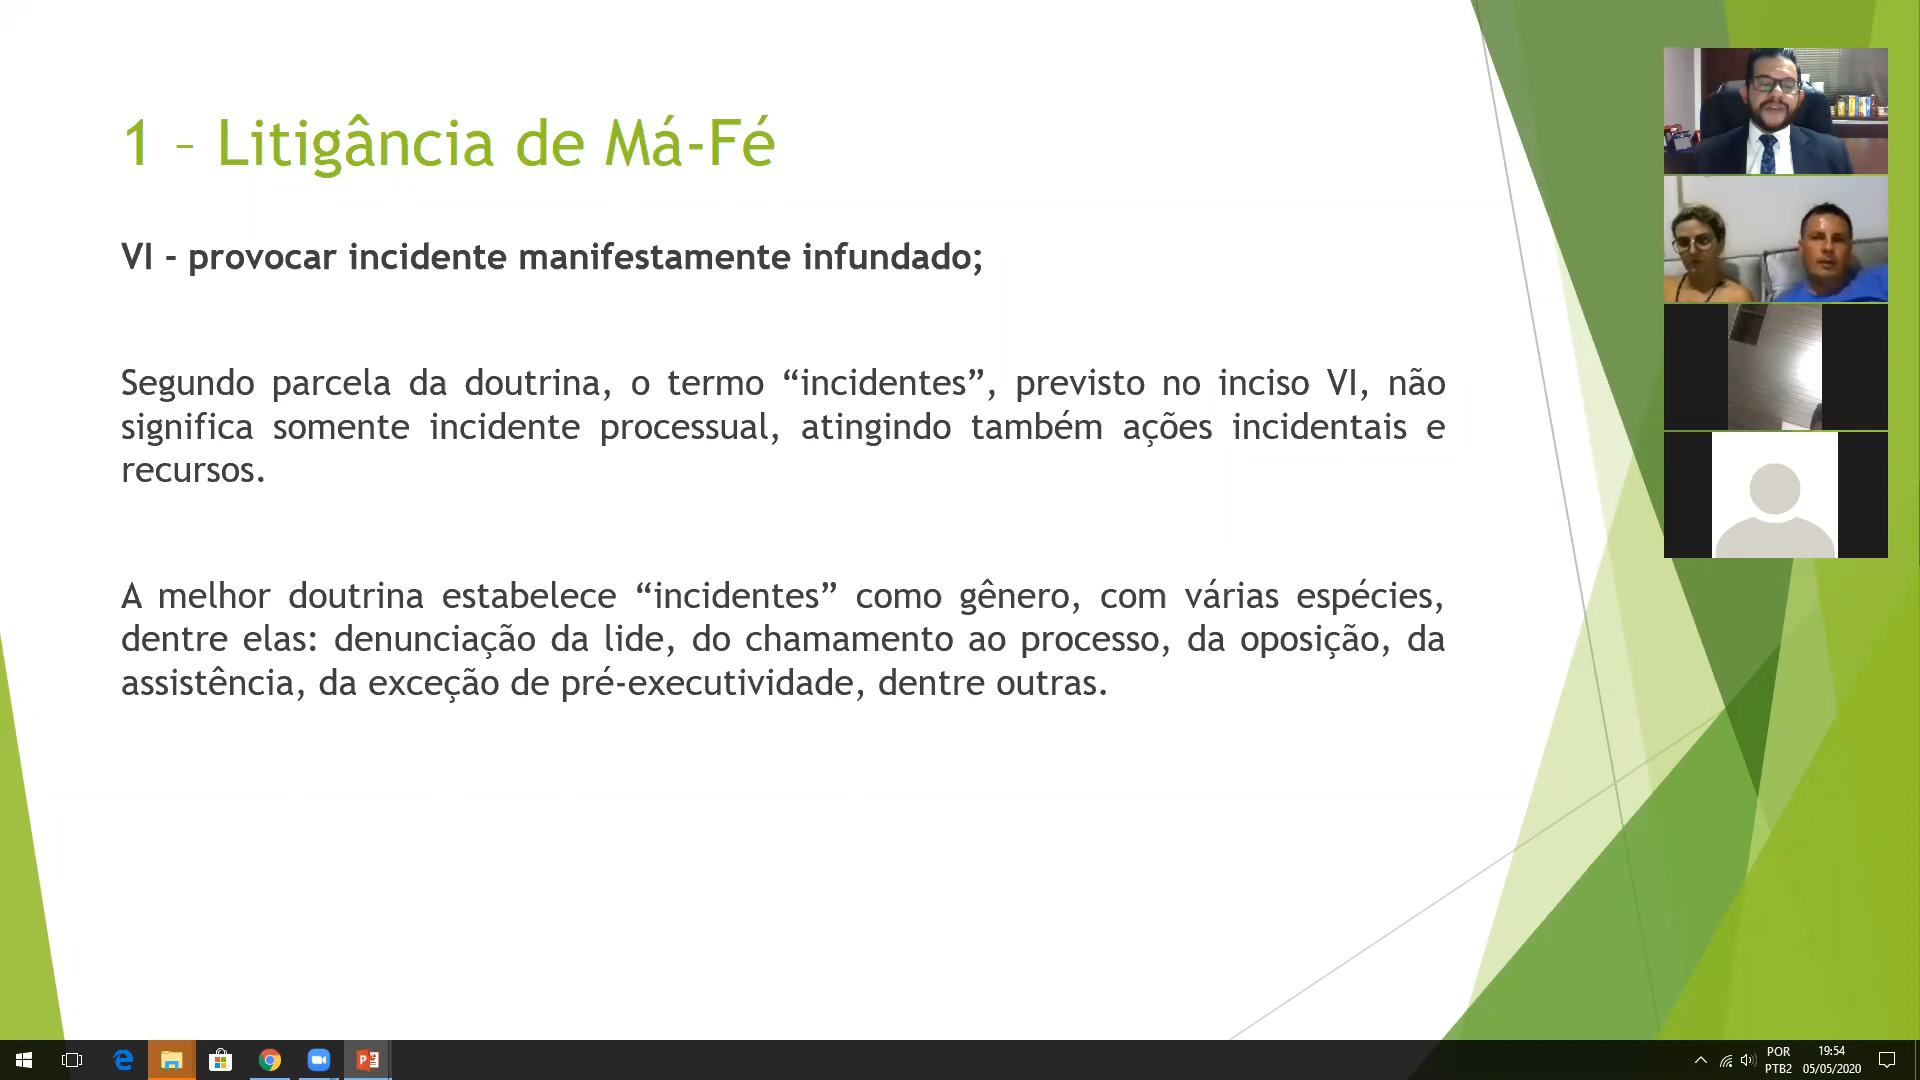 1 – Litigância de Má-Fé
VI - provocar incidente manifestamente infundado;
Segundo parcela da doutrina, o termo “incidentes”, previsto no inciso VI, não
significa somente incidente processual, atingindo também ações incidentais e
recursos.
A melhor doutrina estabelece “incidentes” como gênero, com várias espécies,
dentre elas: denunciação da lide, do chamamento ao processo, da oposição, da
assistência, da exceção de pré-executividade, dentre outras.
POR
PTB2
19:54
05/05/2020